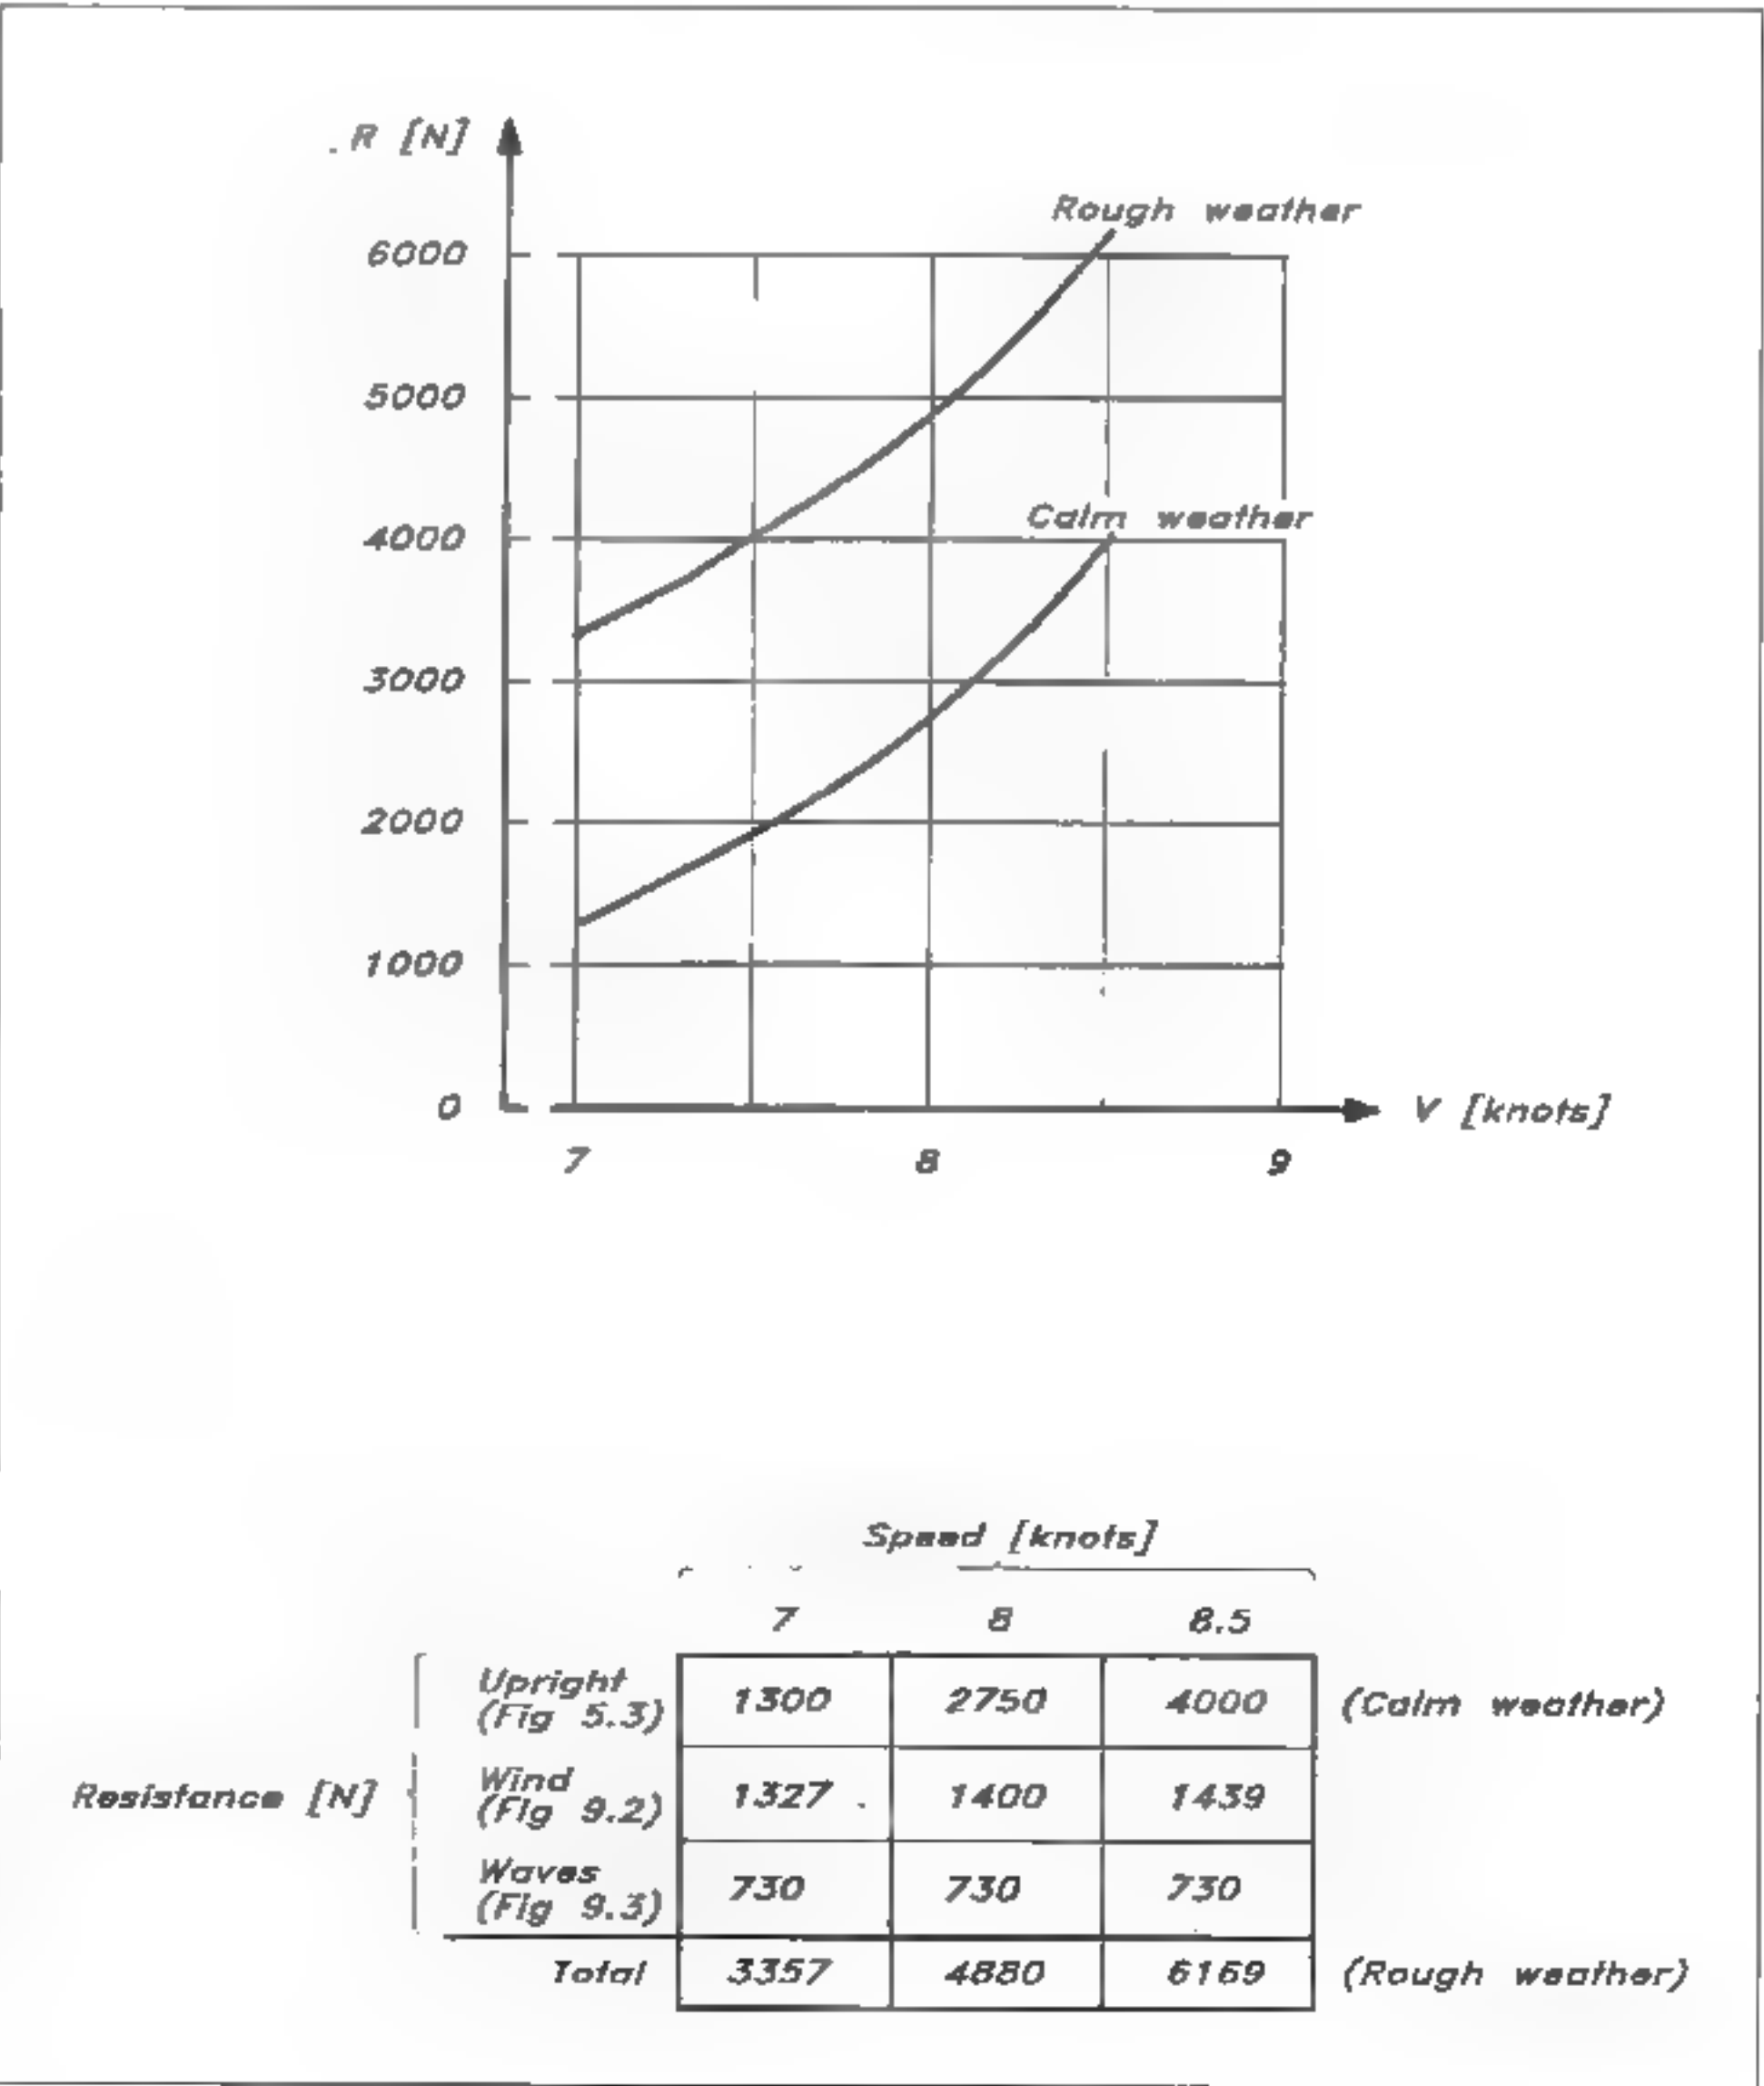 R [N]
Rough weather
6000
5000
Calm weather
4000
3000
2000
1000
0
V [knots]
7 8 9
Speed [knots]
7 8 8.5
Upright
(Fig 5.3) 1300 2750 4000 (Calm weather)
Resistance [N]
Wind
(Fig 9.2) 1327 1400 1439
Waves
(Fig 9.3) 730 730 730
Total 3357 4880 6169 (Rough weather)